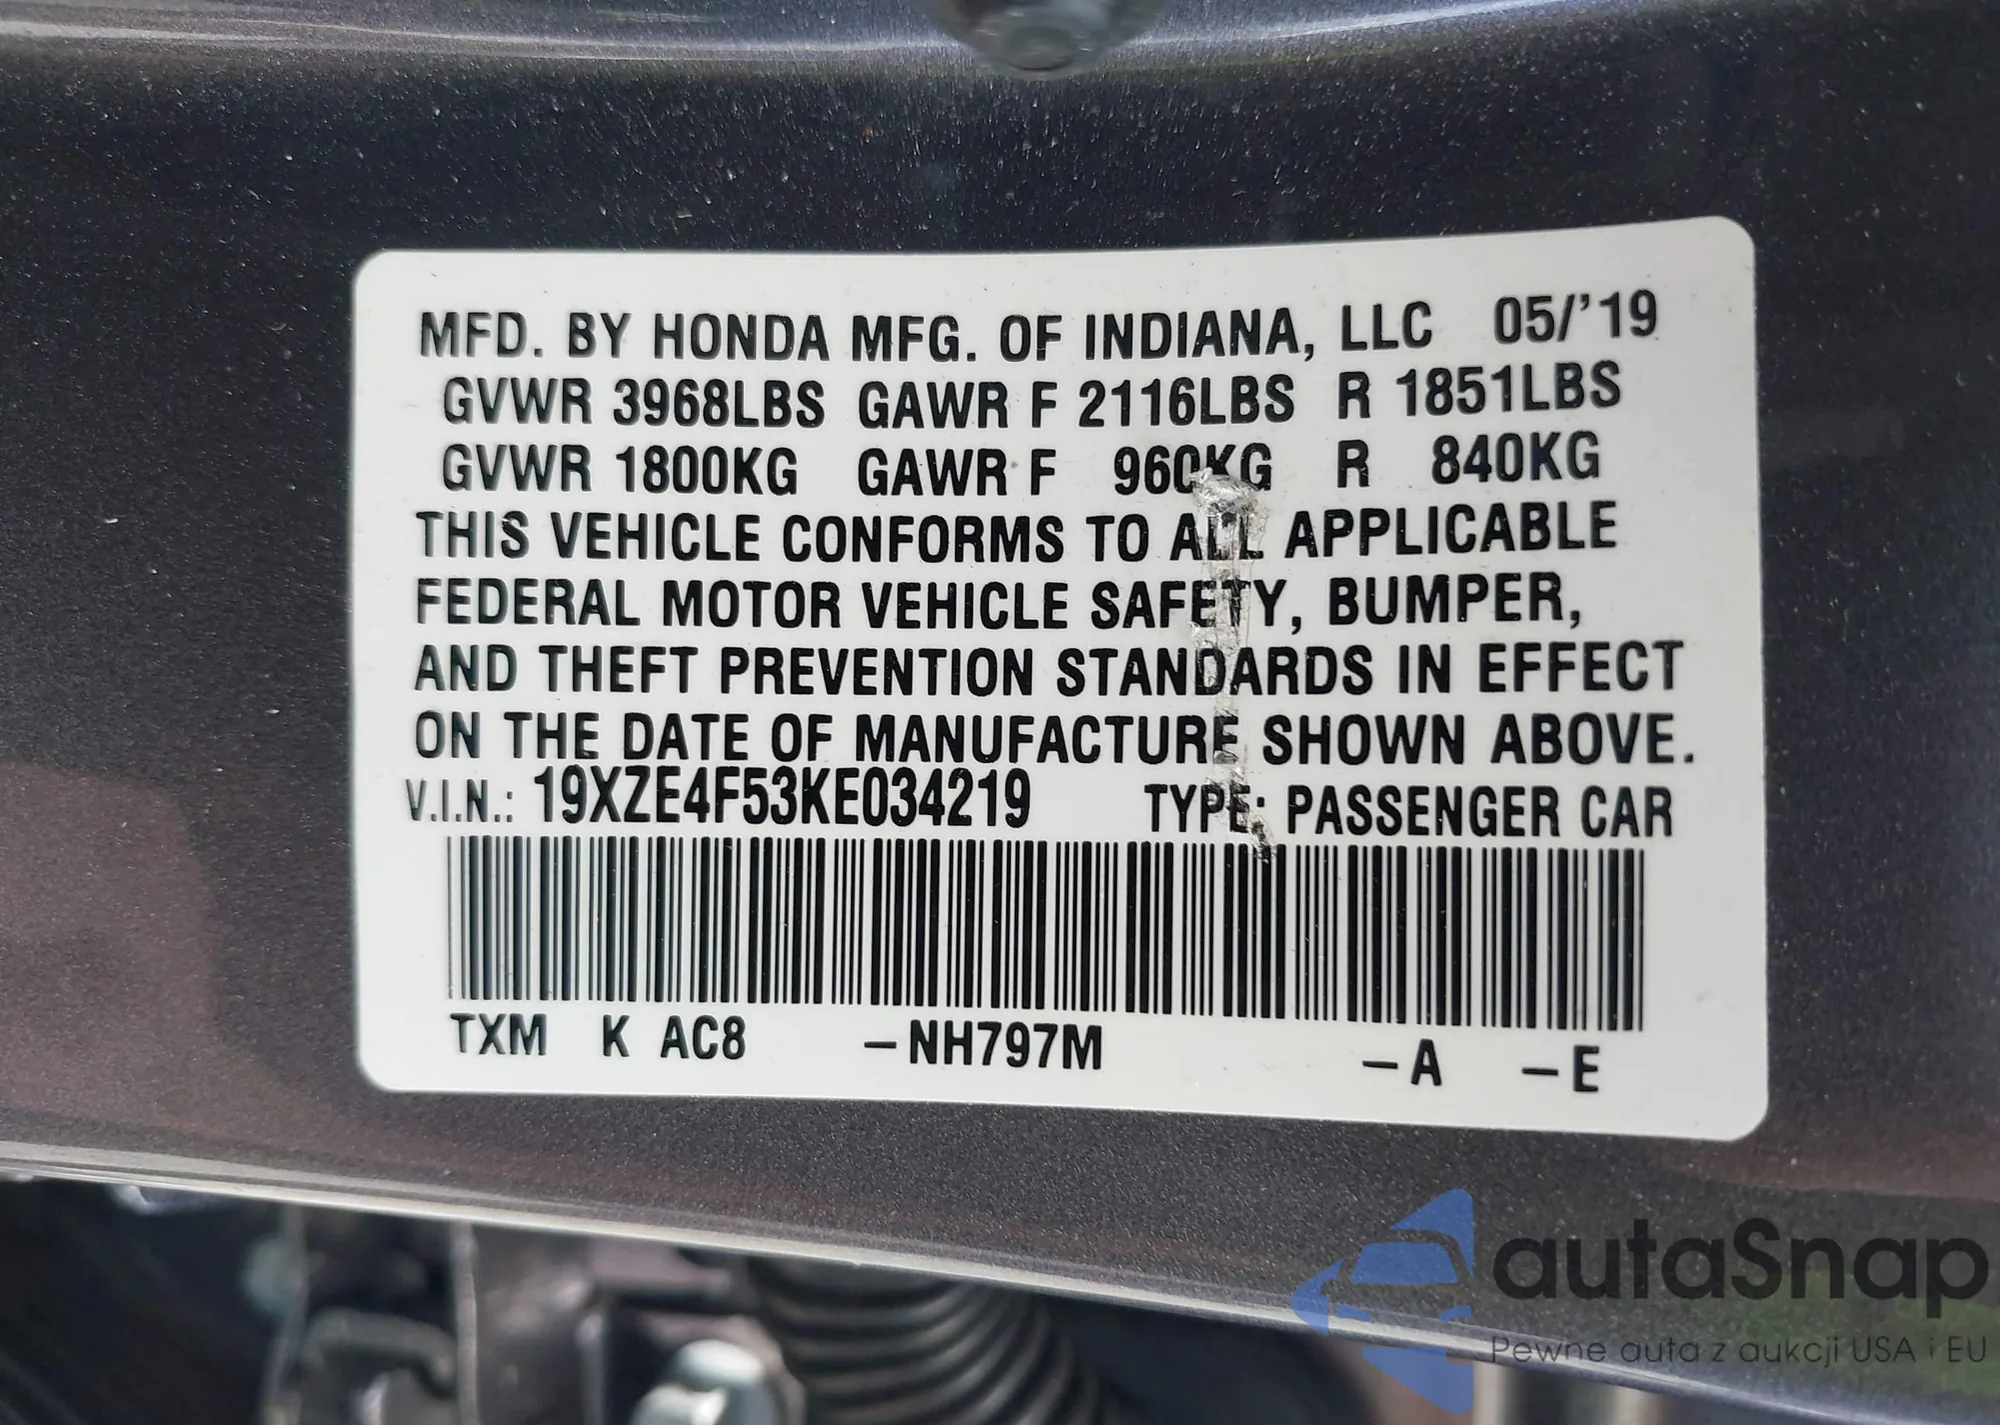 MFD. BY HONDA MFG. OF INDIANA, LLC 05/'19
GVWR 3968LBS GAWR F 2116LBS R 1851LBS
GVWR 1800KG GAWR F 960KG R 840KG
THIS VEHICLE CONFORMS TO ALL APPLICABLE
FEDERAL MOTOR VEHICLE SAFETY, BUMPER,
AND THEFT PREVENTION STANDARDS IN EFFECT
ON THE DATE OF MANUFACTURE SHOWN ABOVE.
V.I.N.: 19XZE4F53KE034219 TYPE: PASSENGER CAR
TXM K AC8 –NH797M –A –E
autaSnap
Pewne auta z aukcji USA i EU